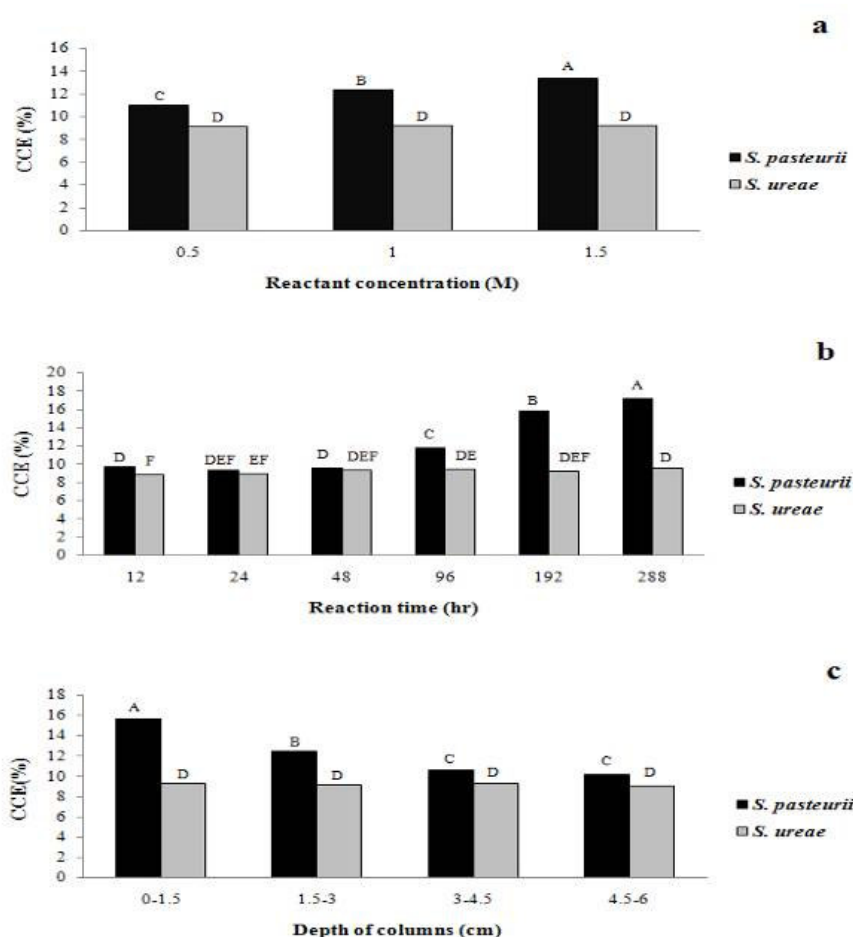 a
16
14
12
10
8
6
4
2
0
CCE (%)
C D B D A D
0.5 1 1.5
Reactant concentration (M)
S. pasteurii
S. ureae
b
20
18
16
14
12
10
8
6
4
2
0
CCE (%)
D F DEF EF D DEF C DE B DEF A D
12 24 48 96 192 288
Reaction time (hr)
S. pasteurii
S. ureae
c
18
16
14
12
10
8
6
4
2
0
CCE(%)
A D B D C D C D
0-1.5 1.5-3 3-4.5 4.5-6
Depth of columns (cm)
S. pasteurii
S. ureae